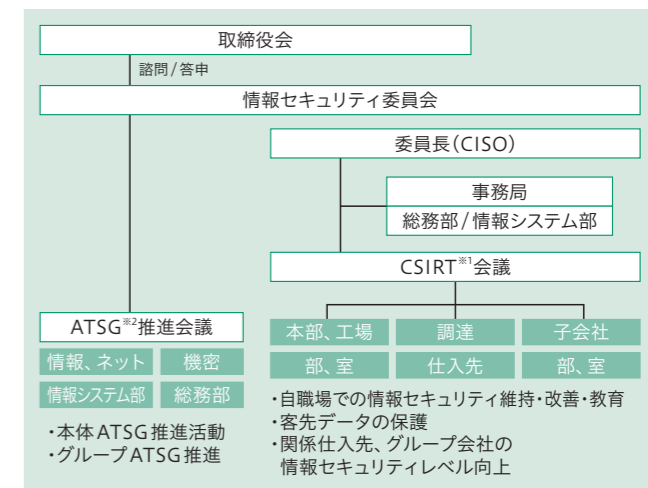 取締役会
諮問/答申
情報セキュリティ委員会
委員長(CISO)
事務局
総務部/情報システム部
CSIRT※1会議
ATSG※2推進会議
本部、工場 調達 子会社
情報、ネット 機密
部、室 仕入先 部、室
情報システム部 総務部
・自職場での情報セキュリティ維持・改善・教育
・客先データの保護
・関係仕入先、グループ会社の
情報セキュリティレベル向上
・本体ATSG推進活動
・グループATSG推進